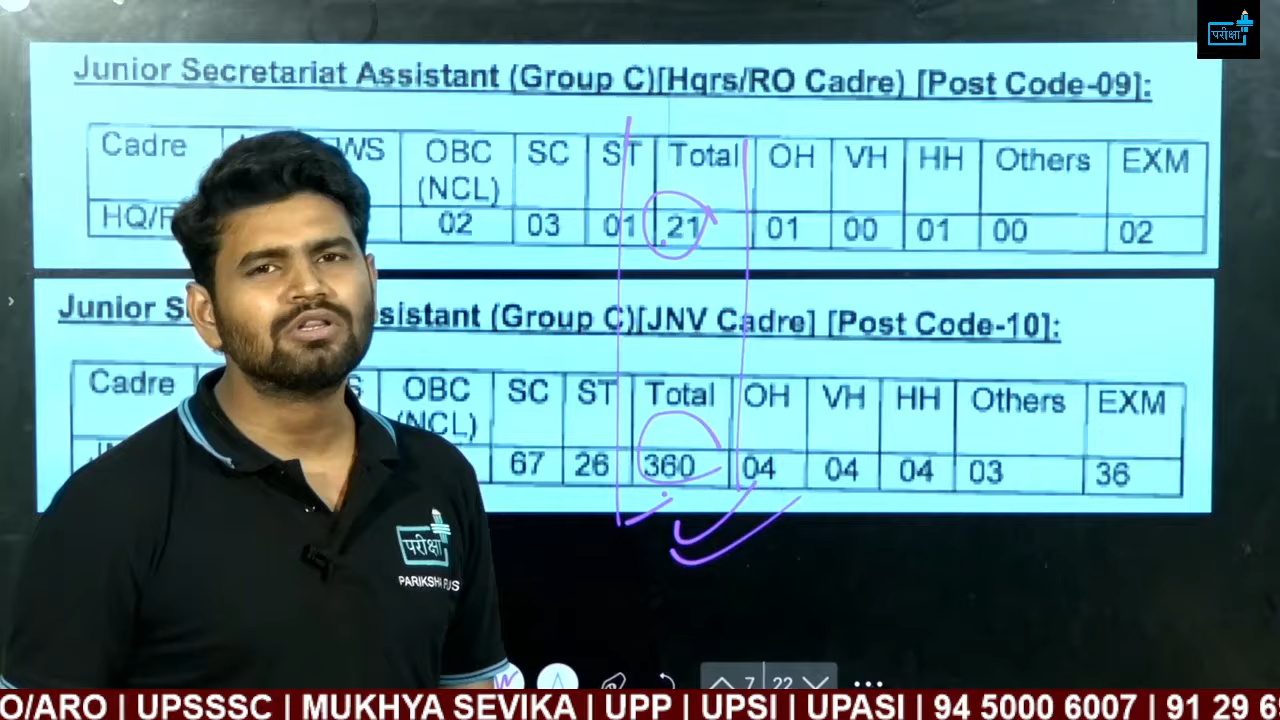 परीक्षा
Junior Secretariat Assistant (Group C)[Hqrs/RO Cadre) [Post Code-09]:
Cadre OBC (NCL) SC ST Total OH VH HH Others EXM
02 03 01 21 01 00 01 00 02
Junior sistant (Group C)[JNV Cadre] [Post Code-10]:
Cadre OBC (NCL) SC ST Total OH VH HH Others EXM
67 26 360 04 04 04 03 36
परीक्षा
7 22
O/ARO | UPSSSC | MUKHYA SEVIKA | UPP | UPSI | UPASI | 94 5000 6007 | 91 29 6